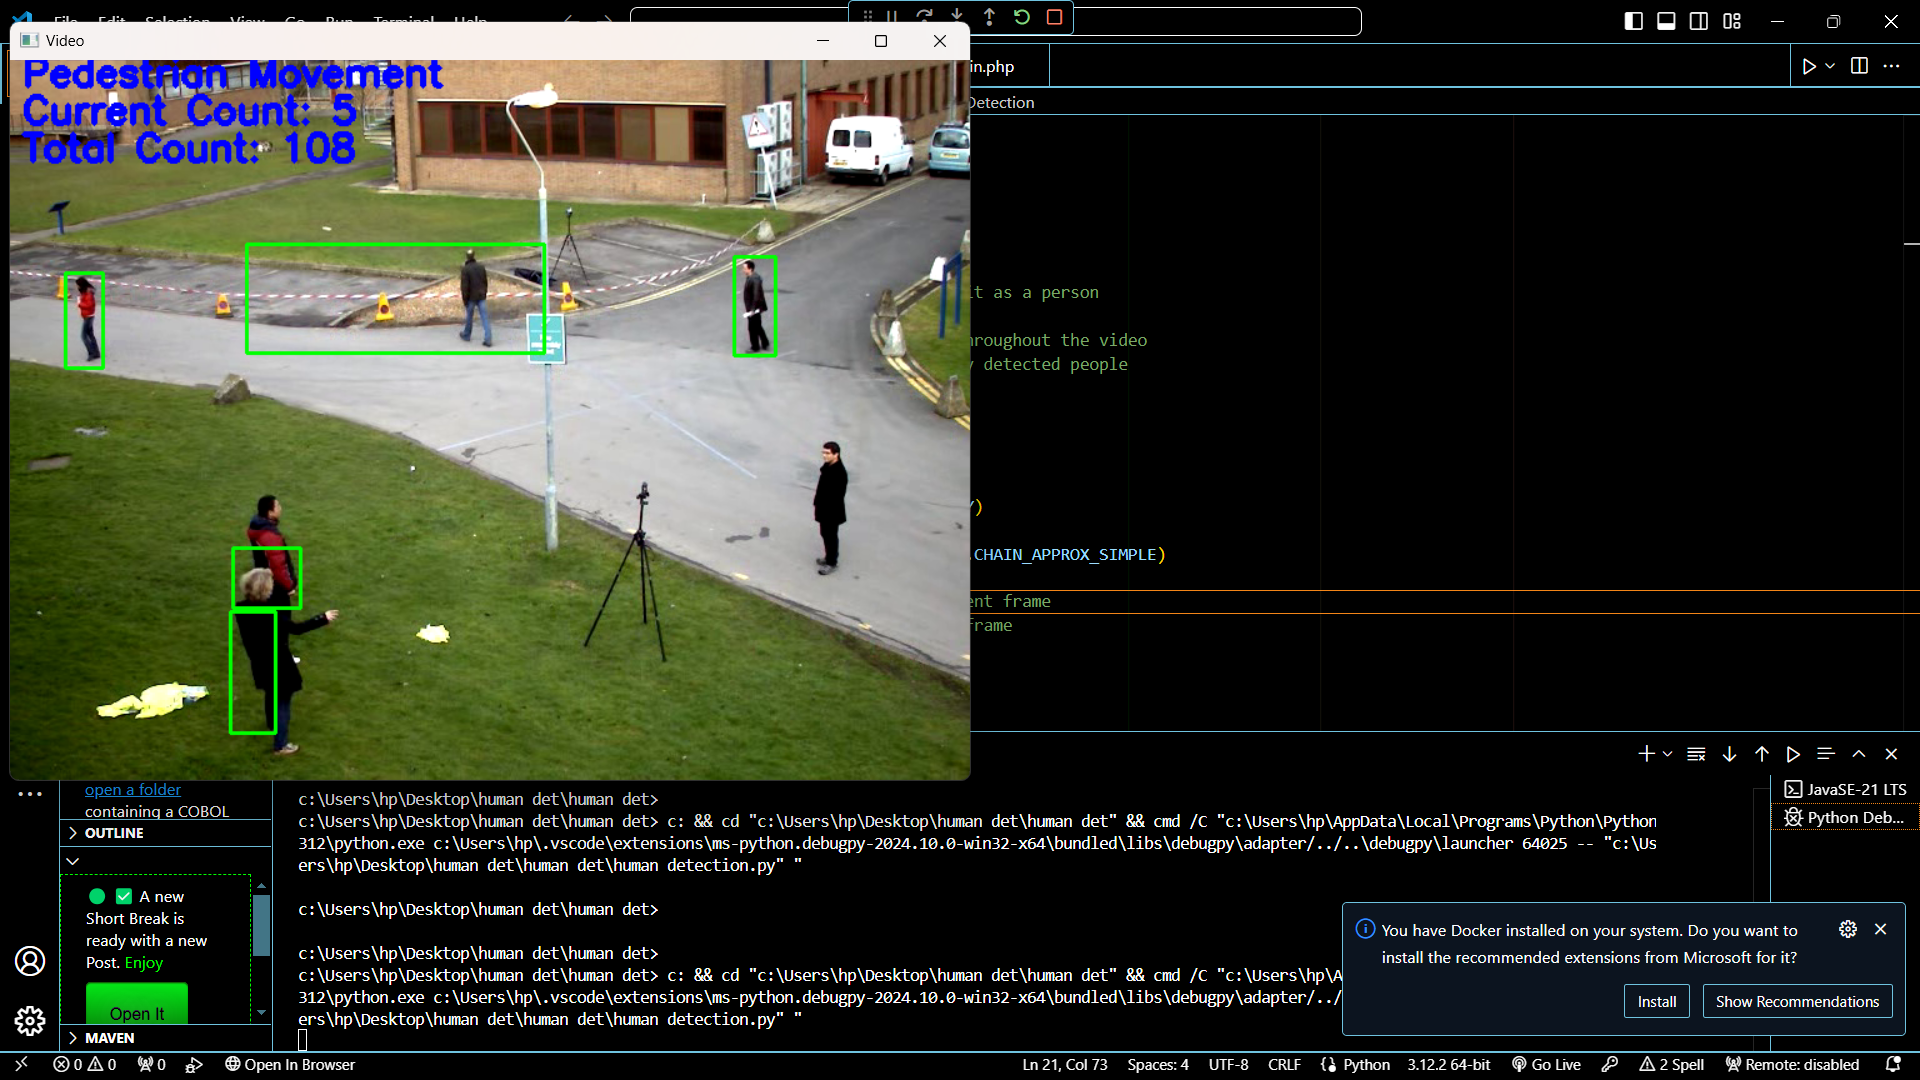 File Edit Selection View Go Run Terminal Help
Video
Pedestrian Movement
Current Count: 5
Total Count: 108
in.php
Detection
it as a person
hroughout the video
detected people
)
CHAIN_APPROX_SIMPLE)
ent frame
rame
open a folder
containing a COBOL
OUTLINE
A new
Short Break is
ready with a new
Post. Enjoy
Open It
MAVEN
c:\Users\hp\Desktop\human det\human det>
c:\Users\hp\Desktop\human det\human det> c: && cd "c:\Users\hp\Desktop\human det\human det" && cmd /C "c:\Users\hp\AppData\Local\Programs\Python\Python
312\python.exe c:\Users\hp\.vscode\extensions\ms-python.debugpy-2024.10.0-win32-x64\bundled\libs\debugpy\adapter/../..\debugpy\launcher 64025 -- "c:\Us
ers\hp\Desktop\human det\human det\human detection.py" "
c:\Users\hp\Desktop\human det\human det>
c:\Users\hp\Desktop\human det\human det>
c:\Users\hp\Desktop\human det\human det> c: && cd "c:\Users\hp\Desktop\human det\human det" && cmd /C "c:\Users\hp\A
312\python.exe c:\Users\hp\.vscode\extensions\ms-python.debugpy-2024.10.0-win32-x64\bundled\libs\debugpy\adapter/../
ers\hp\Desktop\human det\human det\human detection.py" "
JavaSE-21 LTS
Python Deb...
You have Docker installed on your system. Do you want to
install the recommended extensions from Microsoft for it?
Install
Show Recommendations
0 0 0 Open In Browser Ln 21, Col 73 Spaces: 4 UTF-8 CRLF Python 3.12.2 64-bit Go Live 2 Spell Remote: disabled